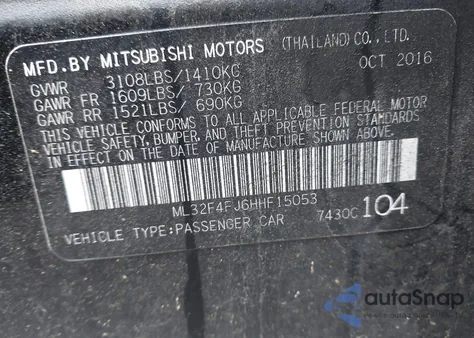 MFD.BY MITSUBISHI MOTORS (THAILAND)CO.,LTD.
GVWR 3108LBS/1410KG OCT 2016
GAWR FR 1609LBS/ 730KG
GAWR RR 1521LBS/ 690KG
THIS VEHICLE CONFORMS TO ALL APPLICABLE FEDERAL MOTOR
VEHICLE SAFETY, BUMPER, AND THEFT PREVENTION STANDARDS
IN EFFECT ON THE DATE OF MANUFACTURE SHOWN ABOVE.
ML32F4FJ6HHF15053
VEHICLE TYPE:PASSENGER CAR 7430C 104
autoSnap